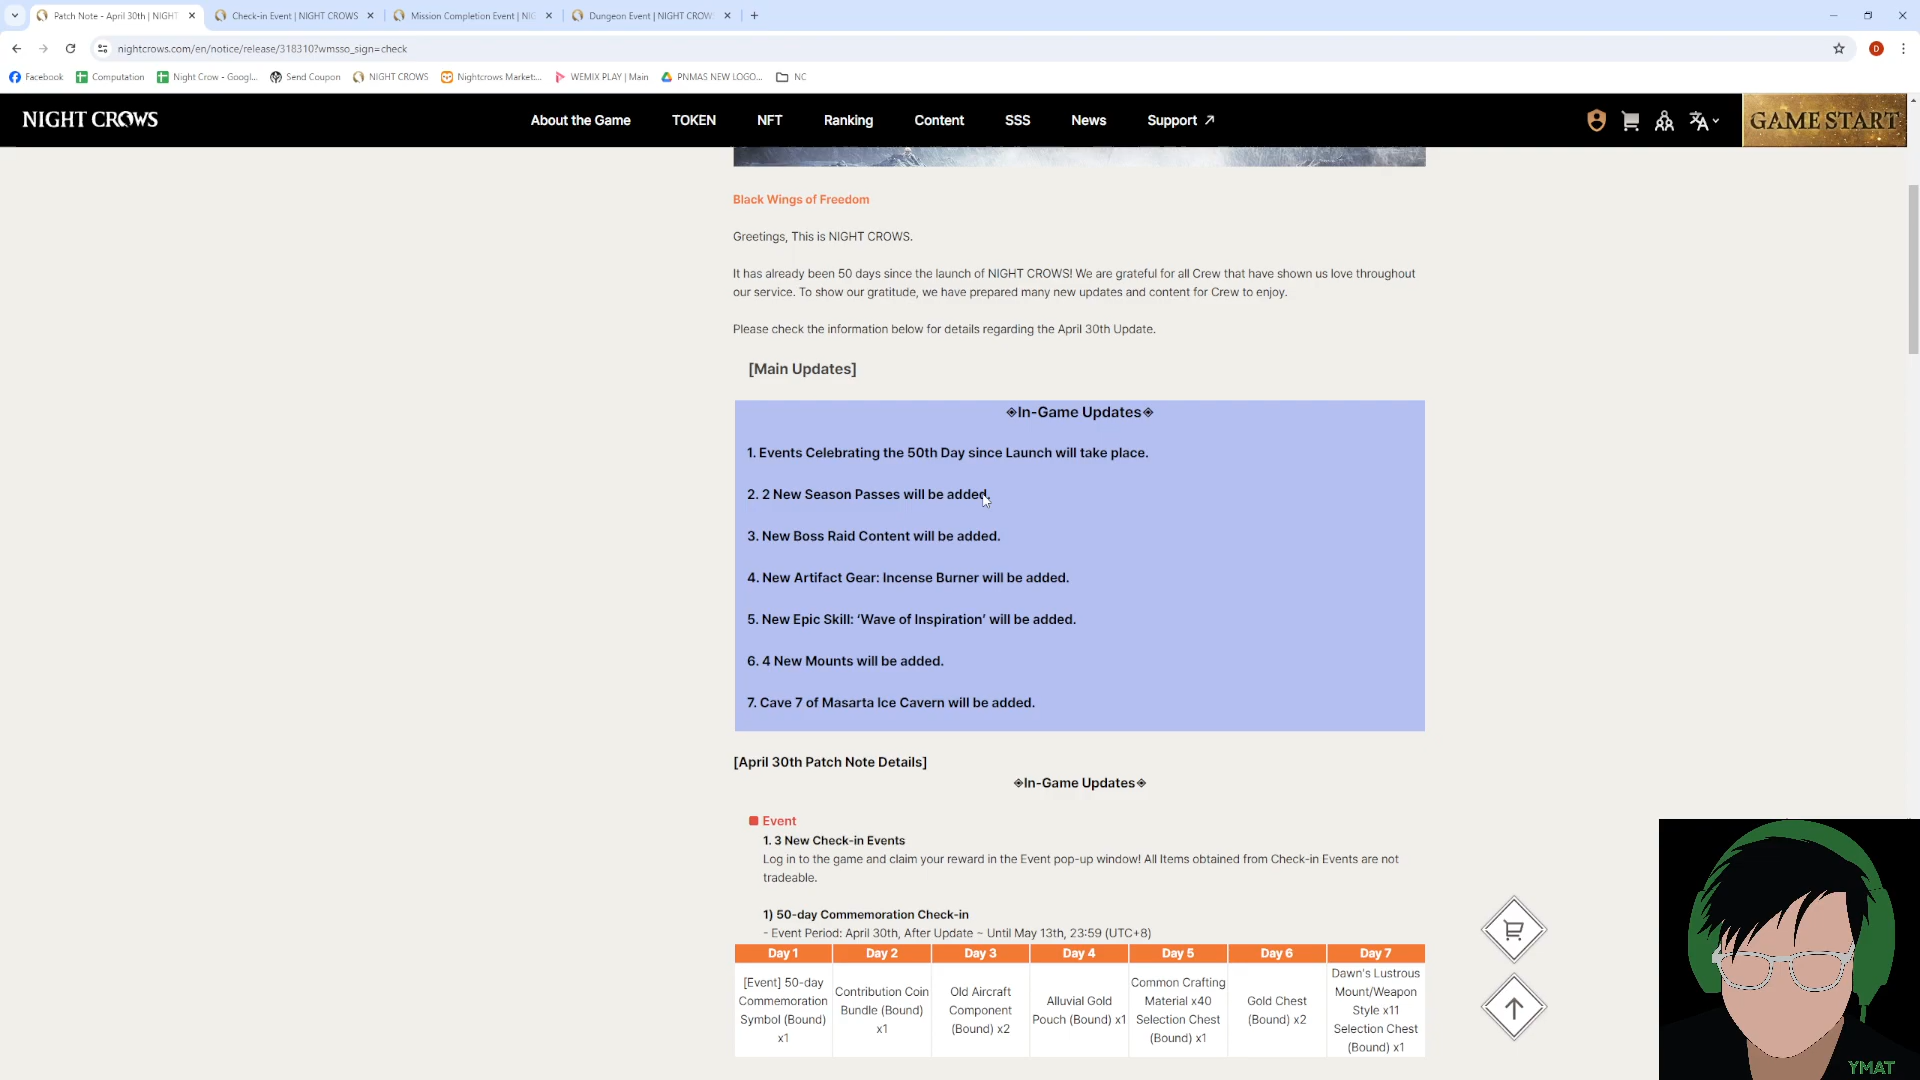 Patch Note - April 30th | NIGHT
Check-in Event | NIGHT CROWS
Mission Completion Event | NIG
Dungeon Event | NIGHT CROW
nightcrows.com/en/notice/release/318310?wmsso_sign=check
D
Facebook
Computation
Night Crow - Googl...
Send Coupon
NIGHT CROWS
Nightcrows Market:...
WEMIX PLAY | Main
PNMAS NEW LOGO...
NC
NIGHT CROWS
About the Game
TOKEN
NFT
Ranking
Content
SSS
News
Support
GAME START
Black Wings of Freedom
Greetings, This is NIGHT CROWS.
It has already been 50 days since the launch of NIGHT CROWS! We are grateful for all Crew that have shown us love throughout
our service. To show our gratitude, we have prepared many new updates and content for Crew to enjoy.
Please check the information below for details regarding the April 30th Update.
[Main Updates]
◈In-Game Updates◈
1. Events Celebrating the 50th Day since Launch will take place.
2. 2 New Season Passes will be added.
3. New Boss Raid Content will be added.
4. New Artifact Gear: Incense Burner will be added.
5. New Epic Skill: ‘Wave of Inspiration’ will be added.
6. 4 New Mounts will be added.
7. Cave 7 of Masarta Ice Cavern will be added.
[April 30th Patch Note Details]
◈In-Game Updates◈
■ Event
1. 3 New Check-in Events
Log in to the game and claim your reward in the Event pop-up window! All Items obtained from Check-in Events are not
tradeable.
1) 50-day Commemoration Check-in
- Event Period: April 30th, After Update ~ Until May 13th, 23:59 (UTC+8)
Day 1 Day 2 Day 3 Day 4 Day 5 Day 6 Day 7
[Event] 50-day
Commemoration
Symbol (Bound)
x1
Contribution Coin
Bundle (Bound)
x1
Old Aircraft
Component
(Bound) x2
Alluvial Gold
Pouch (Bound) x1
Common Crafting
Material x40
Selection Chest
(Bound) x1
Gold Chest
(Bound) x2
Dawn's Lustrous
Mount/Weapon
Style x11
Selection Chest
(Bound) x1
YMAT